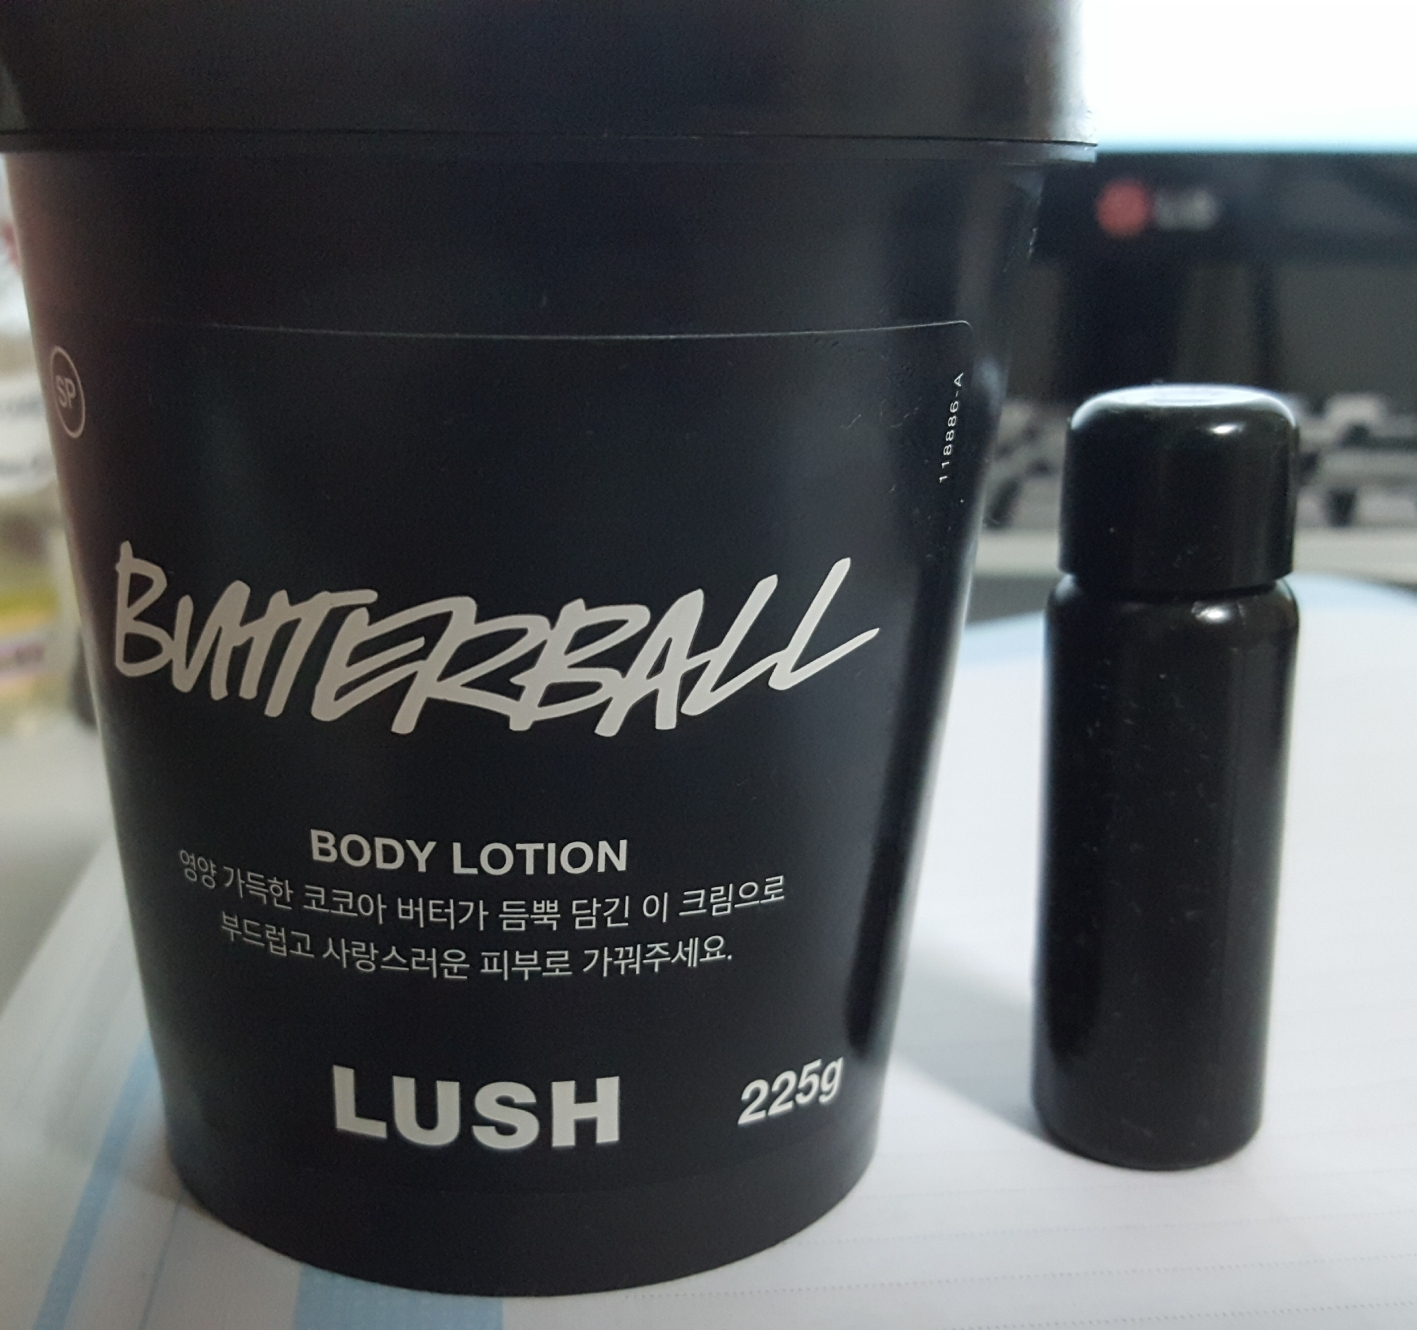 SP
118886-A
BUTTERBALL
BODY LOTION
영양 가득한 코코아 버터가 듬뿍 담긴 이 크림으로
부드럽고 사랑스러운 피부로 가꿔주세요.
LUSH
225g